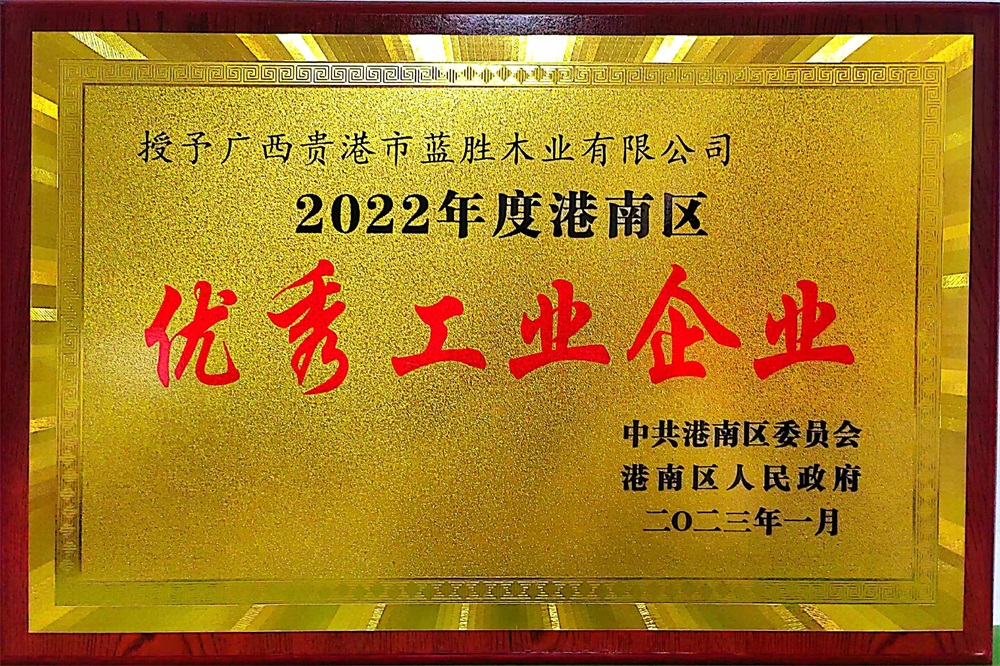 授予广西贵港市蓝胜木业有限公司
2022年度港南区
优秀工业企业
中共港南区委员会
港南区人民政府
二〇二三年一月